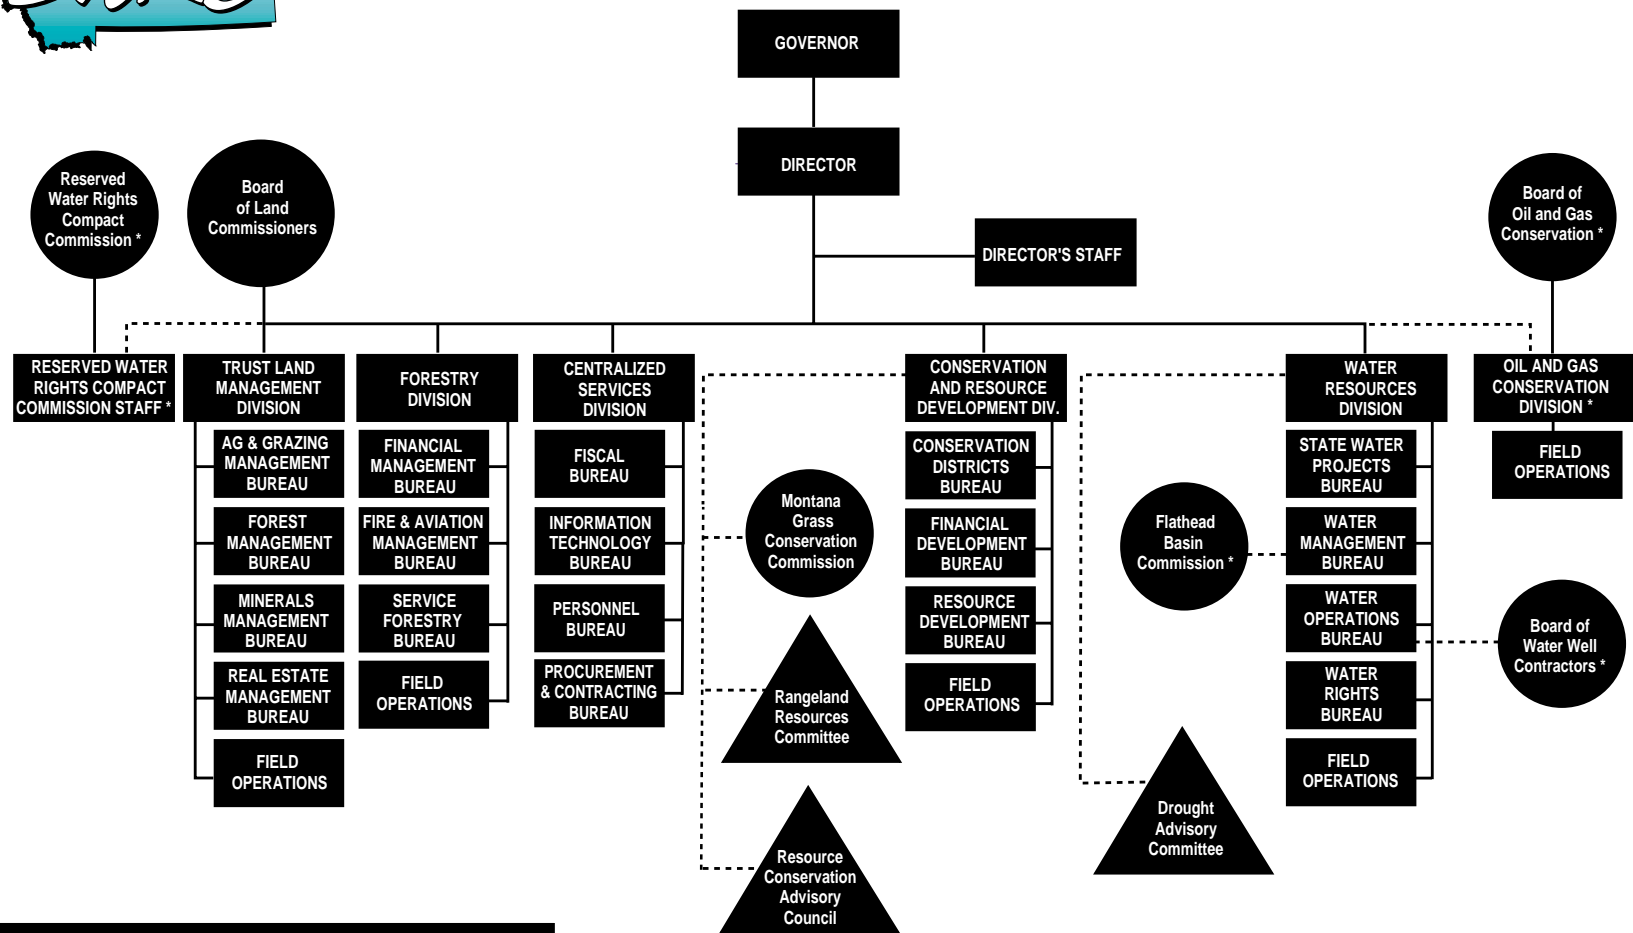 GOVERNOR
DIRECTOR
DIRECTOR'S STAFF
Reserved
Water Rights
Compact
Commission *
Board
of Land
Commissioners
Board of
Oil and Gas
Conservation *
RESERVED WATER
RIGHTS COMPACT
COMMISSION STAFF *
TRUST LAND
MANAGEMENT
DIVISION
FORESTRY
DIVISION
CENTRALIZED
SERVICES
DIVISION
CONSERVATION
AND RESOURCE
DEVELOPMENT DIV.
WATER
RESOURCES
DIVISION
OIL AND GAS
CONSERVATION
DIVISION *
AG & GRAZING
MANAGEMENT
BUREAU
FOREST
MANAGEMENT
BUREAU
MINERALS
MANAGEMENT
BUREAU
REAL ESTATE
MANAGEMENT
BUREAU
FIELD
OPERATIONS
FINANCIAL
MANAGEMENT
BUREAU
FIRE & AVIATION
MANAGEMENT
BUREAU
SERVICE
FORESTRY
BUREAU
FIELD
OPERATIONS
FISCAL
BUREAU
INFORMATION
TECHNOLOGY
BUREAU
PERSONNEL
BUREAU
PROCUREMENT
& CONTRACTING
BUREAU
Montana
Grass
Conservation
Commission
Rangeland
Resources
Committee
Resource
Conservation
Advisory
Council
CONSERVATION
DISTRICTS
BUREAU
FINANCIAL
DEVELOPMENT
BUREAU
RESOURCE
DEVELOPMENT
BUREAU
FIELD
OPERATIONS
Flathead
Basin
Commission *
Drought
Advisory
Committee
STATE WATER
PROJECTS
BUREAU
WATER
MANAGEMENT
BUREAU
WATER
OPERATIONS
BUREAU
WATER
RIGHTS
BUREAU
FIELD
OPERATIONS
FIELD
OPERATIONS
Board of
Water Well
Contractors *